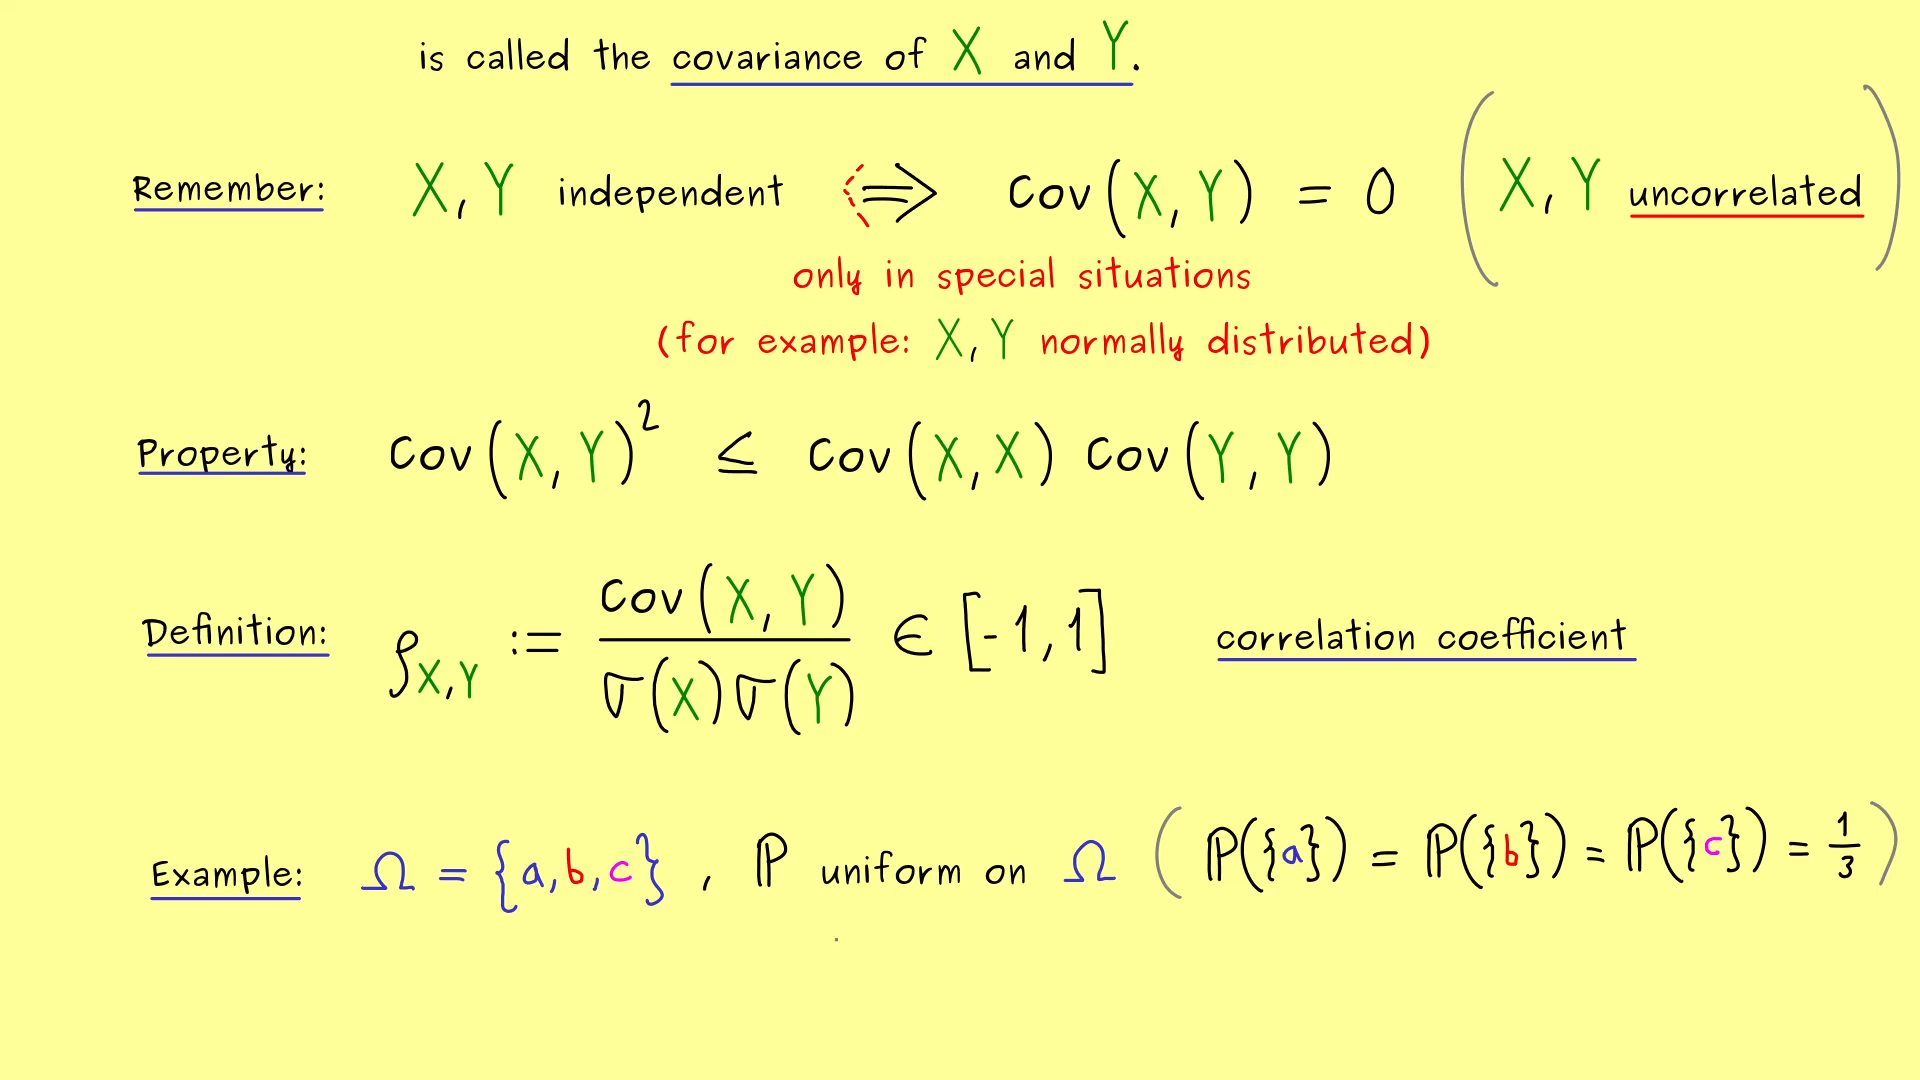 is called the covariance of X and Y.
Remember: X, Y independent ⇐⇒ Cov(X, Y) = 0 (X, Y uncorrelated)
only in special situations
(for example: X, Y normally distributed)
Property: Cov(X, Y)² ≤ Cov(X, X) Cov(Y, Y)
Definition: ρ_{X,Y} := Cov(X, Y) / σ(X)σ(Y) ∈ [-1, 1] correlation coefficient
Example: Ω = {a, b, c} , ℙ uniform on Ω (ℙ({a}) = ℙ({b}) = ℙ({c}) = 1/3)